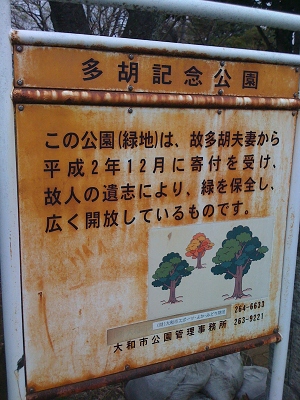 多胡記念公園
この公園(緑地)は、故多胡夫妻から
平成2年12月に寄付を受け、
故人の遺志により、緑を保全し、
広く開放しているものです。
264-6633
大和市公園管理事務所 263-9221